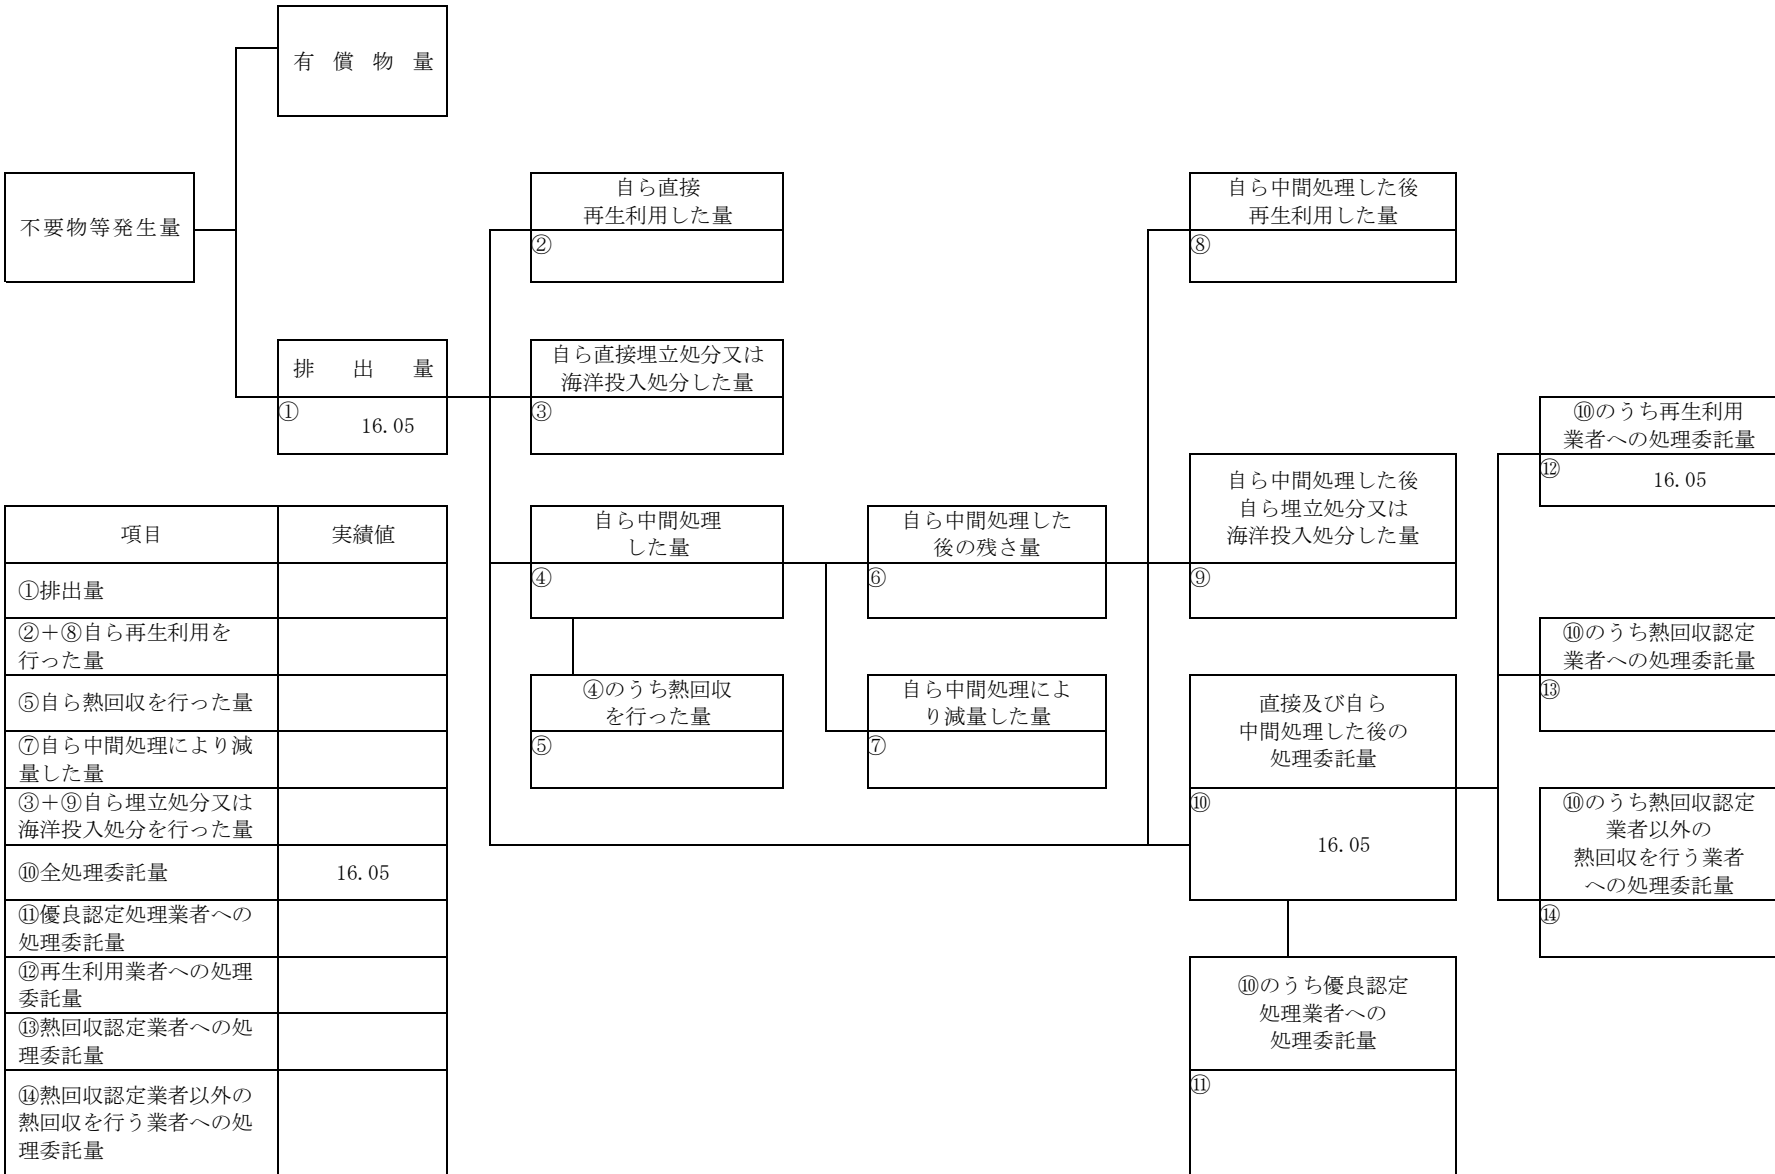 有償物量
不要物等発生量
排出量
①
16.05
自ら直接
再生利用した量
②
自ら直接埋立処分又は
海洋投入処分した量
③
自ら中間処理
した量
④
④のうち熱回収
を行った量
⑤
自ら中間処理した
後の残さ量
⑥
自ら中間処理によ
り減量した量
⑦
自ら中間処理した後
再生利用した量
⑧
自ら中間処理した後
自ら埋立処分又は
海洋投入処分した量
⑨
直接及び自ら
中間処理した後の
処理委託量
⑩
16.05
⑩のうち優良認定
処理業者への
処理委託量
⑪
⑩のうち再生利用
業者への処理委託量
⑫
16.05
⑩のうち熱回収認定
業者への処理委託量
⑬
⑩のうち熱回収認定
業者以外の
熱回収を行う業者
への処理委託量
⑭
項目 実績値
①排出量
②＋⑧自ら再生利用を
行った量
⑤自ら熱回収を行った量
⑦自ら中間処理により減
量した量
③＋⑨自ら埋立処分又は
海洋投入処分を行った量
⑩全処理委託量 16.05
⑪優良認定処理業者への
処理委託量
⑫再生利用業者への処理
委託量
⑬熱回収認定業者への処
理委託量
⑭熱回収認定業者以外の
熱回収を行う業者への処
理委託量